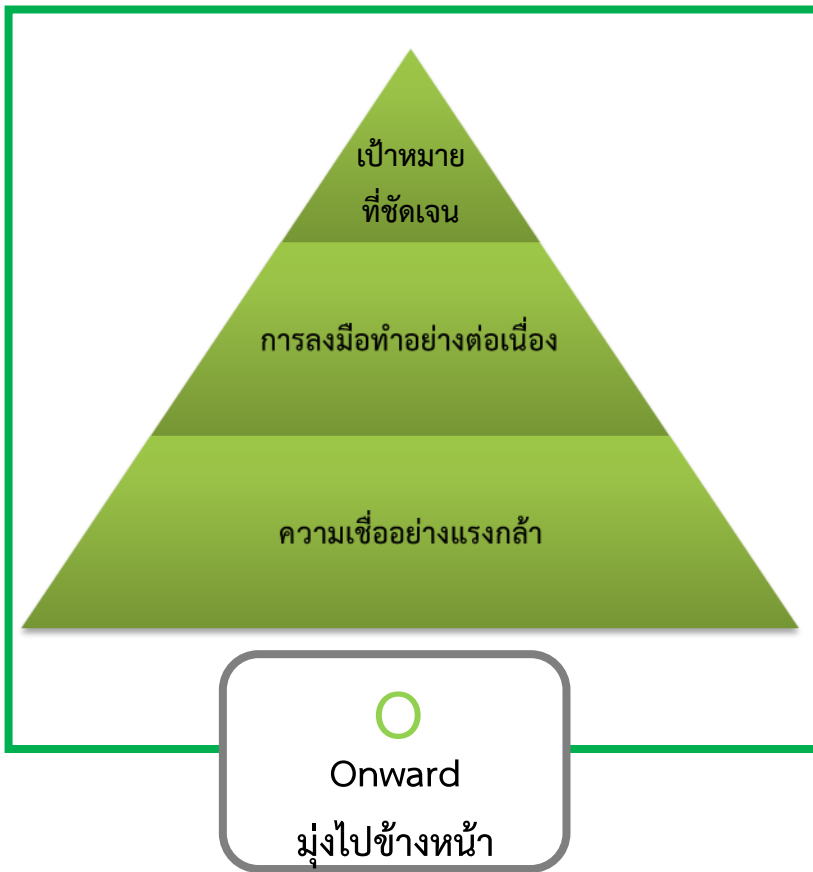 เป้าหมาย
ที่ชัดเจน
การลงมือทำอย่างต่อเนื่อง
ความเชื่ออย่างแรงกล้า
O
Onward
มุ่งไปข้างหน้า